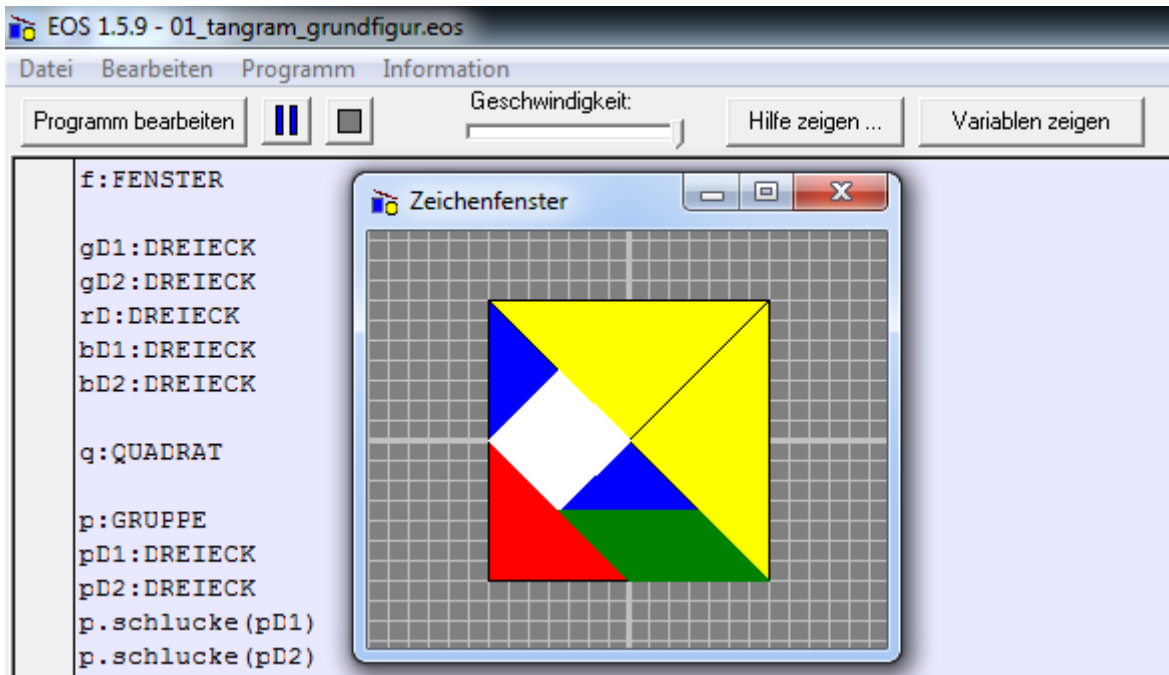 EOS 1.5.9 - 01_tangram_grundfigur.eos
Datei Bearbeiten Programm Information
Programm bearbeiten Geschwindigkeit: Hilfe zeigen ... Variablen zeigen
f:FENSTER
Zeichenfenster
gD1:DREIECK
gD2:DREIECK
rD:DREIECK
bD1:DREIECK
bD2:DREIECK
q:QUADRAT
p:GRUPPE
pD1:DREIECK
pD2:DREIECK
p.schlucke(pD1)
p.schlucke(pD2)